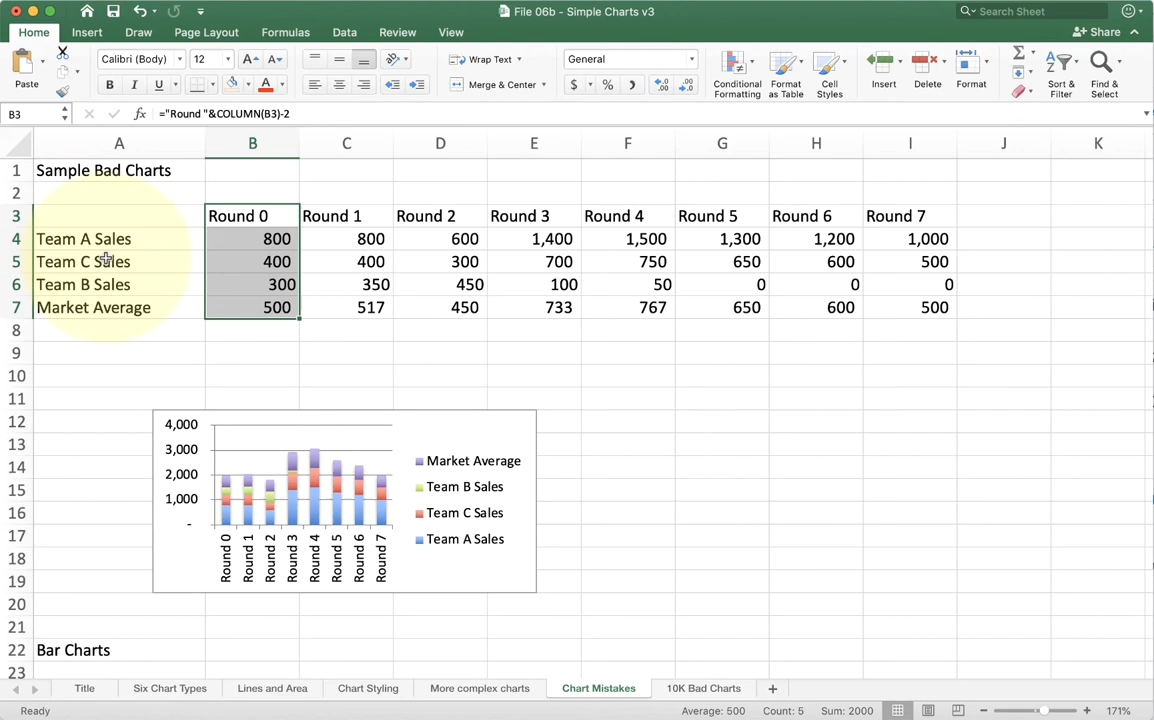 File 06b - Simple Charts v3
Search Sheet
Home Insert Draw Page Layout Formulas Data Review View
Share
Paste
Calibri (Body) 12
B I U
Wrap Text
Merge & Center
General
$ %
Conditional Formatting
Format as Table
Cell Styles
Insert
Delete
Format
Sort & Filter
Find & Select
B3
fx ="Round "&COLUMN(B3)-2
A B C D E F G H I J K
1 Sample Bad Charts
2
3 Round 0 Round 1 Round 2 Round 3 Round 4 Round 5 Round 6 Round 7
4 Team A Sales 800 800 600 1,400 1,500 1,300 1,200 1,000
5 Team C Sales 400 400 300 700 750 650 600 500
6 Team B Sales 300 350 450 100 50 0 0 0
7 Market Average 500 517 450 733 767 650 600 500
8
9
10
11
12
13
14
15
16
17
18
19
20
21
22 Bar Charts
23
4,000
3,000
2,000
1,000
-
Round 0 Round 1 Round 2 Round 3 Round 4 Round 5 Round 6 Round 7
Market Average
Team B Sales
Team C Sales
Team A Sales
Title Six Chart Types Lines and Area Chart Styling More complex charts Chart Mistakes 10K Bad Charts
Ready
Average: 500 Count: 5 Sum: 2000
171%